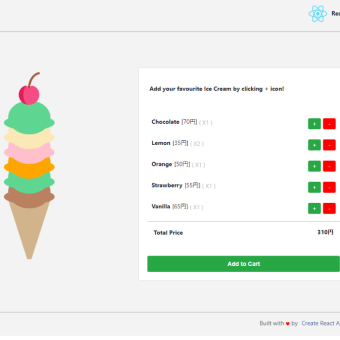 Rea
Add your favourite Ice Cream by clicking + icon!
Chocolate [70円] ( X1 )
+ -
Lemon [35円] ( X2 )
+ -
Orange [50円] ( X1 )
+ -
Strawberry [55円] ( X1 )
+ -
Vanilla [65円] ( X1 )
+ -
Total Price 310円
Add to Cart
Built with ♥ by Create React A